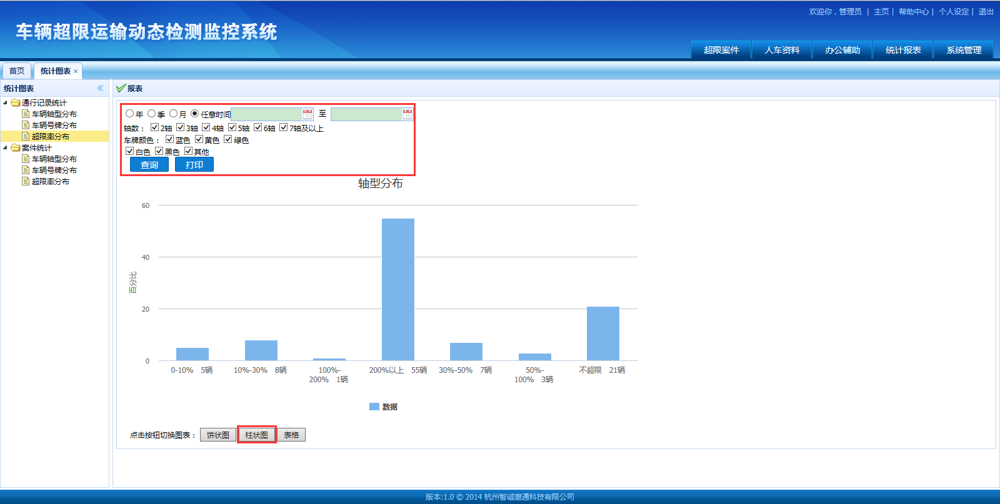 欢迎你，管理员 | 主页 | 帮助中心 | 个人设定 | 退出
车辆超限运输动态检测监控系统
超限案件 人车资料 办公辅助 统计报表 系统管理
首页 统计图表 ×
统计图表 «
通行记录统计
车辆轴型分布
车辆号牌分布
超限率分布
案件统计
车辆轴型分布
车辆号牌分布
超限率分布
报表
年 季 月 任意时间 至
轴数： 2轴 3轴 4轴 5轴 6轴 7轴及以上
车牌颜色： 蓝色 黄色 绿色
白色 黑色 其他
查询 打印
轴型分布
60
40
20
0
百分比
0-10% 5辆
10%-30% 8辆
100%-
200% 1辆
200%以上 55辆
30%-50% 7辆
50%-
100% 3辆
不超限 21辆
数据
点击按钮切换图表： 饼状图 柱状图 表格
版本:1.0 © 2014 杭州智诚惠通科技有限公司